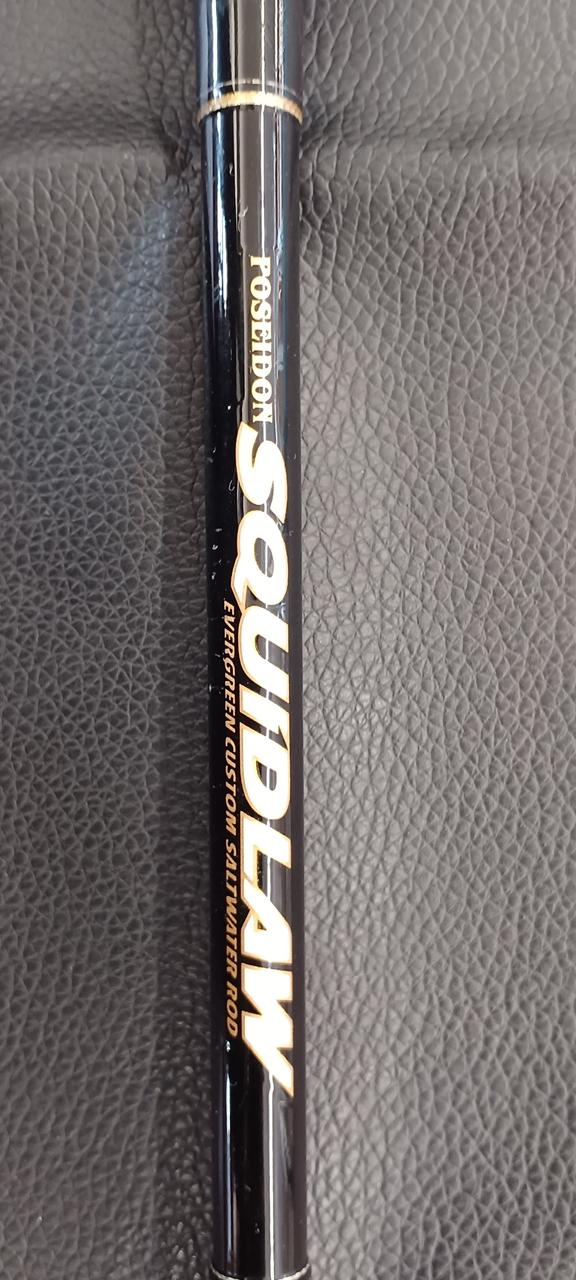 POSEIDON
SQUIDLAW
EVERGREEN CUSTOM SALTWATER ROD